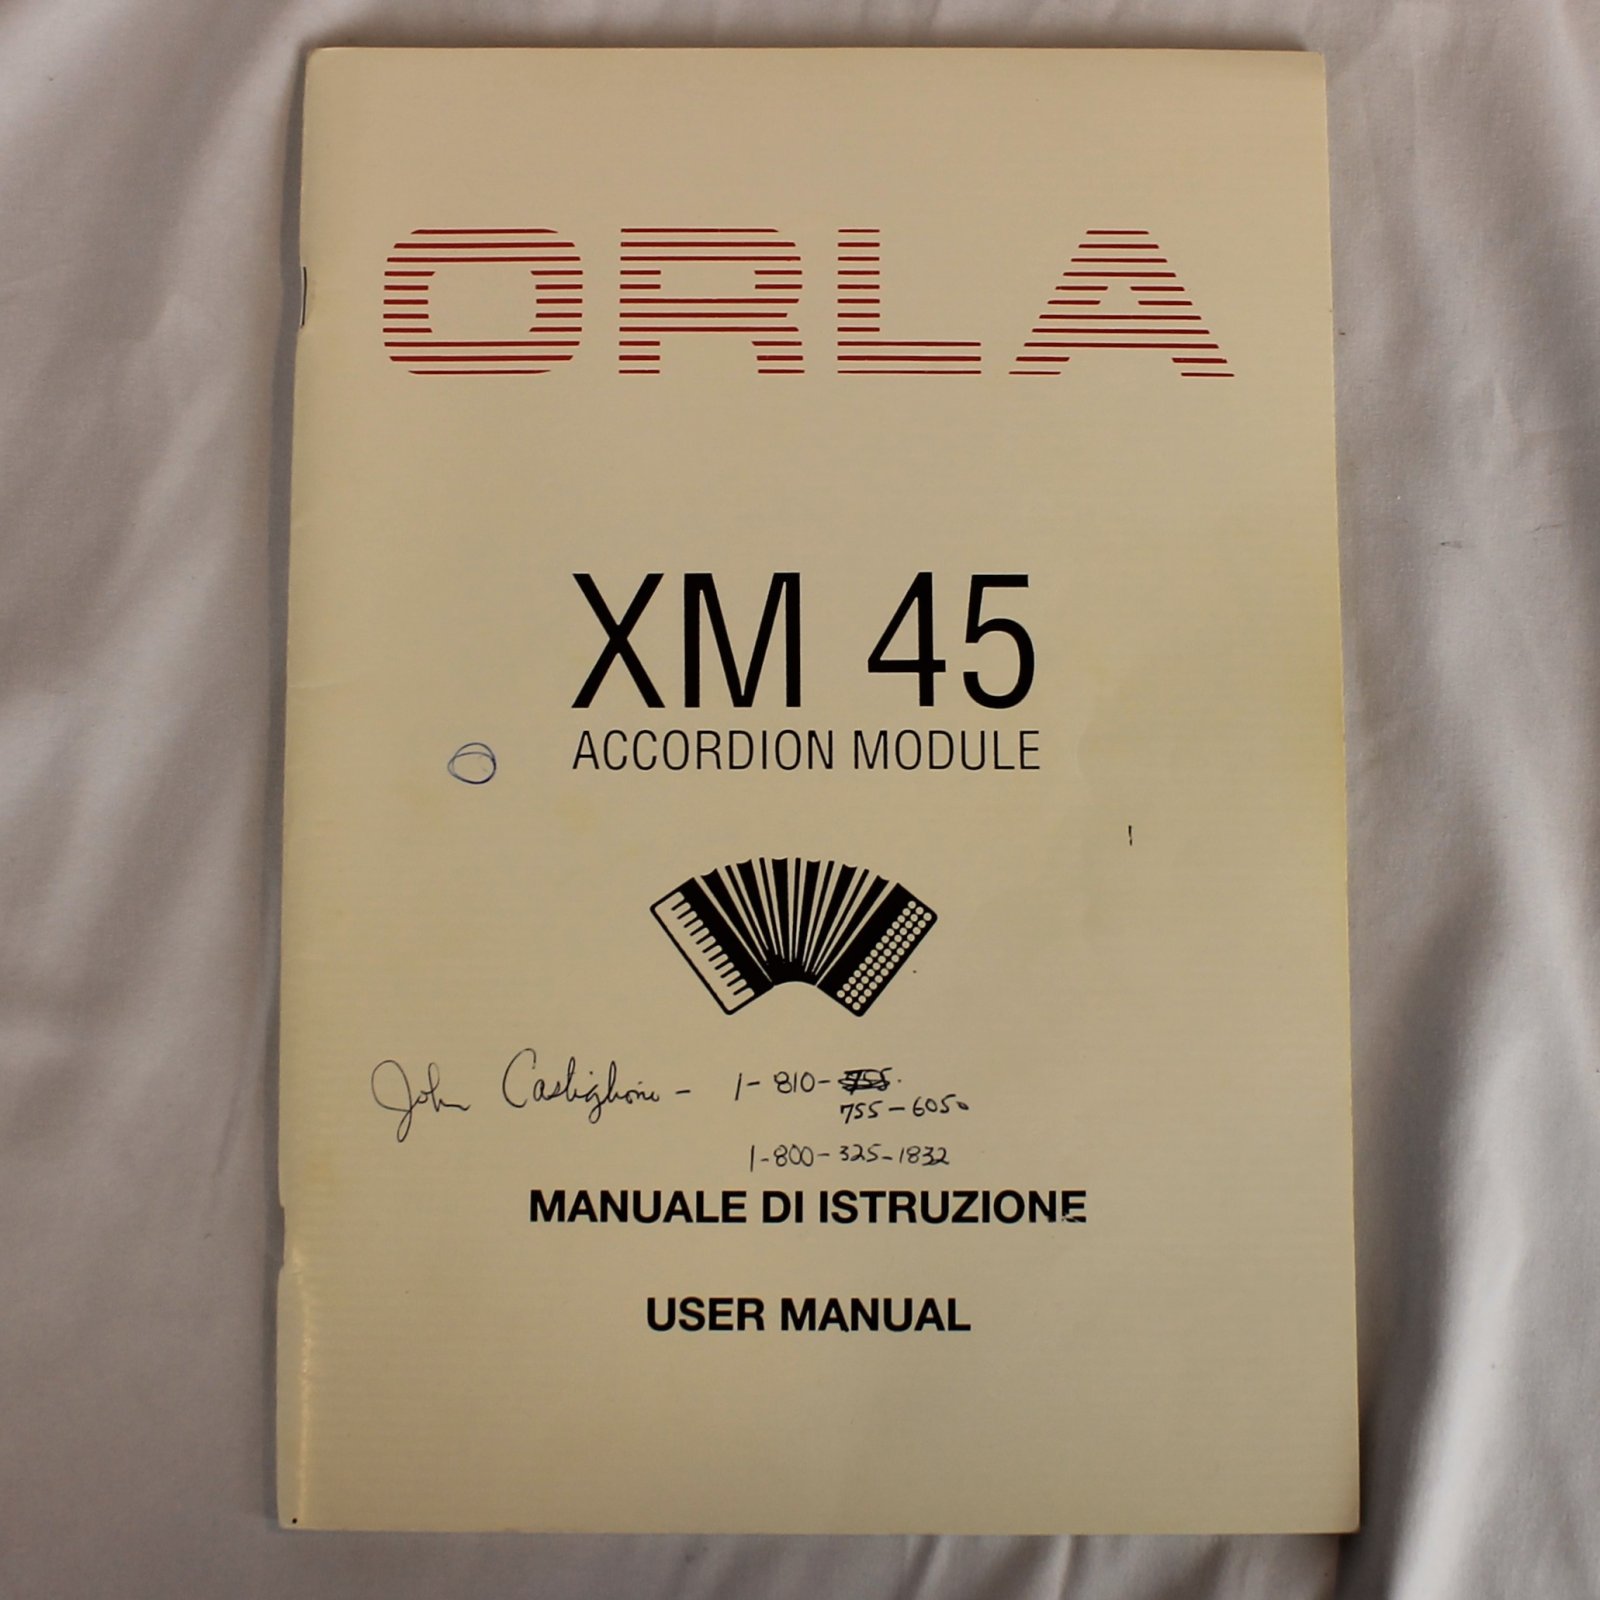 ORLA
XM 45
ACCORDION MODULE
John Castiglione - 1-810-755-
755-6050
1-800-325-1832
MANUALE DI ISTRUZIONE
USER MANUAL